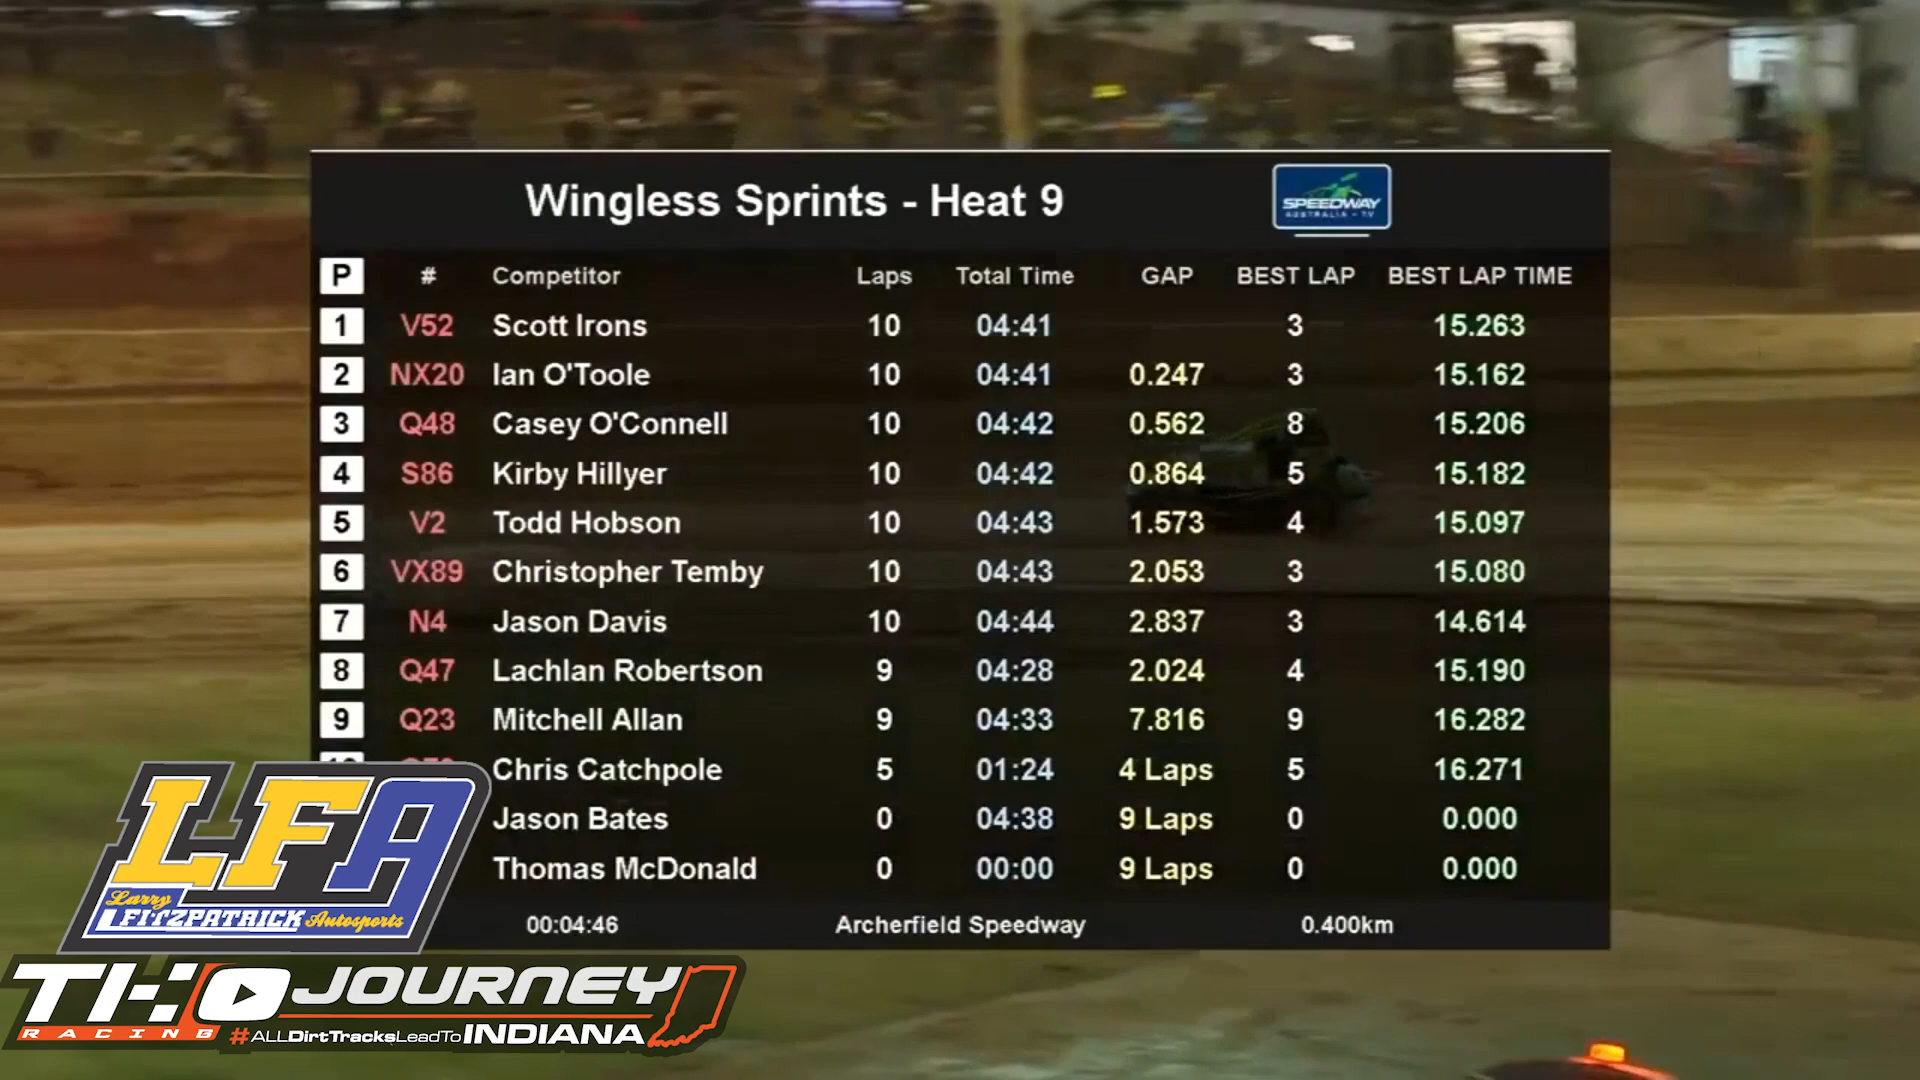 Wingless Sprints - Heat 9
SPEEDWAY
AUSTRALIA - TV
P # Competitor Laps Total Time GAP BEST LAP BEST LAP TIME
1 V52 Scott Irons 10 04:41 3 15.263
2 NX20 Ian O'Toole 10 04:41 0.247 3 15.162
3 Q48 Casey O'Connell 10 04:42 0.562 8 15.206
4 S86 Kirby Hillyer 10 04:42 0.864 5 15.182
5 V2 Todd Hobson 10 04:43 1.573 4 15.097
6 VX89 Christopher Temby 10 04:43 2.053 3 15.080
7 N4 Jason Davis 10 04:44 2.837 3 14.614
8 Q47 Lachlan Robertson 9 04:28 2.024 4 15.190
9 Q23 Mitchell Allan 9 04:33 7.816 9 16.282
Chris Catchpole 5 01:24 4 Laps 5 16.271
Jason Bates 0 04:38 9 Laps 0 0.000
Thomas McDonald 0 00:00 9 Laps 0 0.000
00:04:46 Archerfield Speedway 0.400km
LFA
Larry
FITZPATRICK Autosports
THO JOURNEY
RACING #ALLDirtTracksLeadToINDIANA